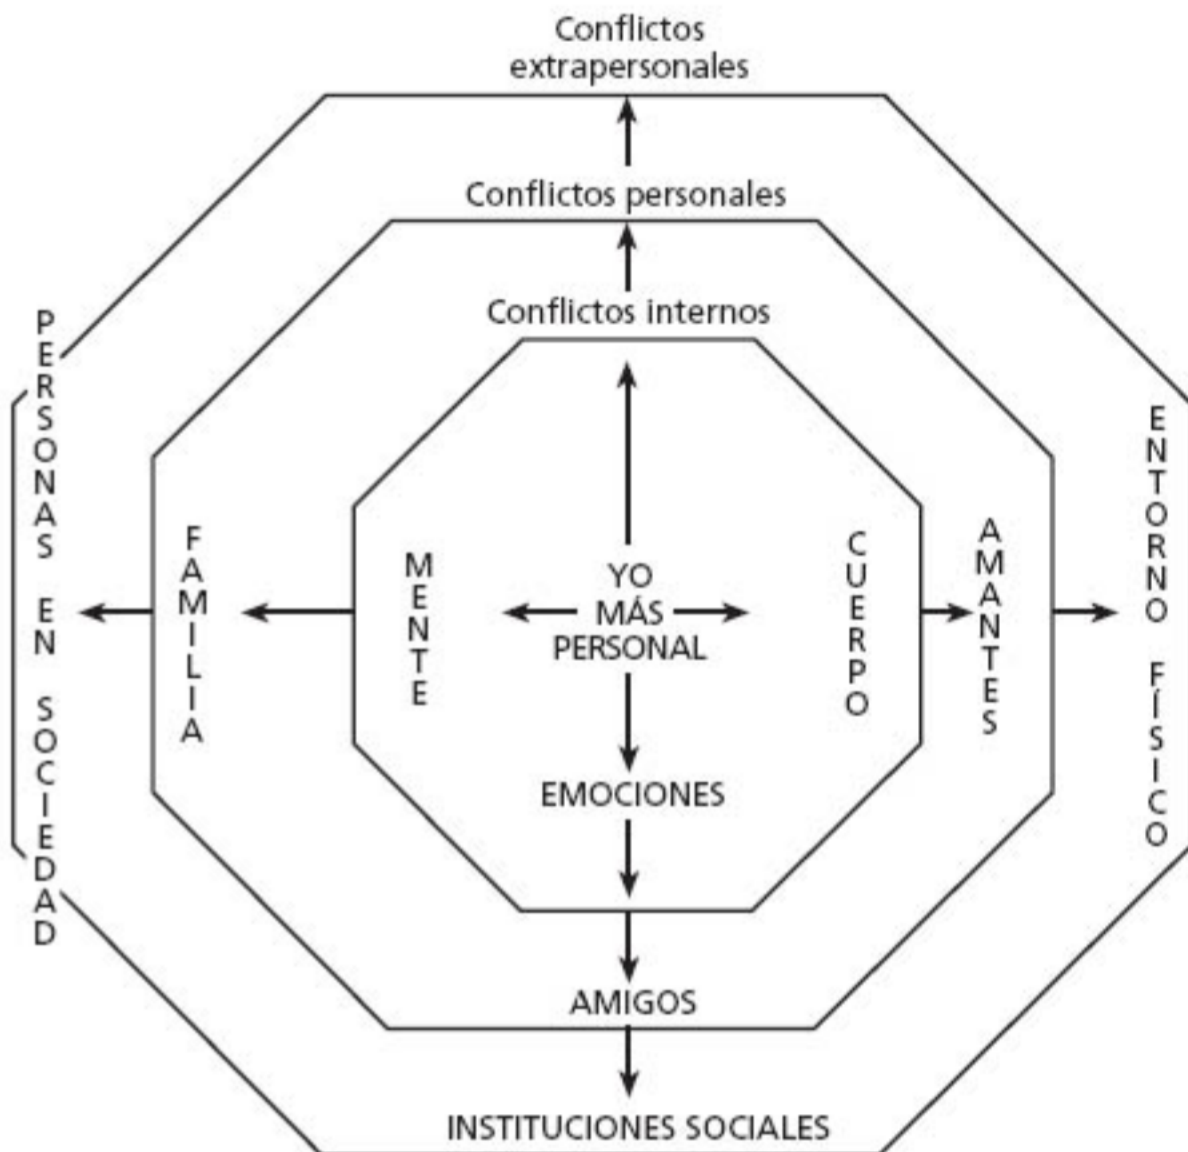 Conflictos
extrapersonales
Conflictos personales
Conflictos internos
PERSONAS EN SOCIEDAD
FAMILIA
MENTE
YO
MÁS
PERSONAL
CUERPO
AMANTES
ENTORNO FÍSICO
EMOCIONES
AMIGOS
INSTITUCIONES SOCIALES